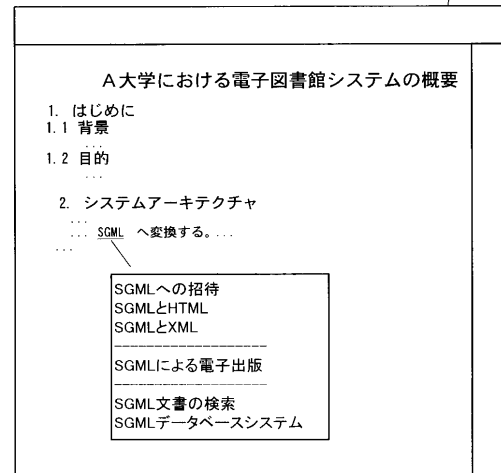 A大学における電子図書館システムの概要
1. はじめに
1.1 背景
...
1.2 目的
...
2. システムアーキテクチャ
...
... SGML へ変換する。...
...
SGMLへの招待
SGMLとHTML
SGMLとXML
--------------------
SGMLによる電子出版
--------------------
SGML文書の検索
SGMLデータベースシステム